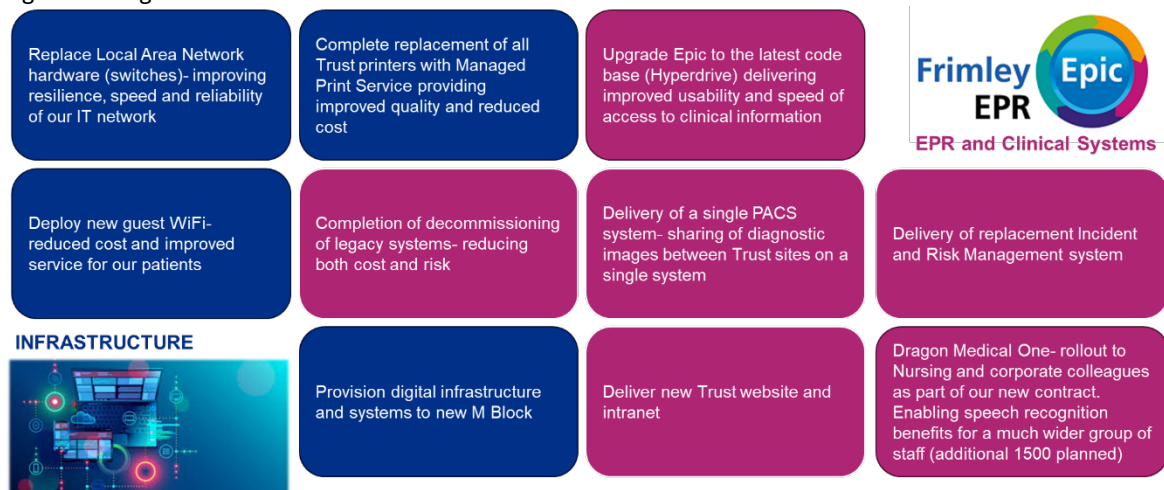 Replace Local Area Network
hardware (switches)- improving
resilience, speed and reliability
of our IT network
Complete replacement of all
Trust printers with Managed
Print Service providing
improved quality and reduced
cost
Upgrade Epic to the latest code
base (Hyperdrive) delivering
improved usability and speed of
access to clinical information
Frimley
EPR
Epic
EPR and Clinical Systems
Deploy new guest WiFi-
reduced cost and improved
service for our patients
Completion of decommissioning
of legacy systems- reducing
both cost and risk
Delivery of a single PACS
system- sharing of diagnostic
images between Trust sites on a
single system
Delivery of replacement Incident
and Risk Management system
INFRASTRUCTURE
Provision digital infrastructure
and systems to new M Block
Deliver new Trust website and
intranet
Dragon Medical One- rollout to
Nursing and corporate colleagues
as part of our new contract.
Enabling speech recognition
benefits for a much wider group of
staff (additional 1500 planned)